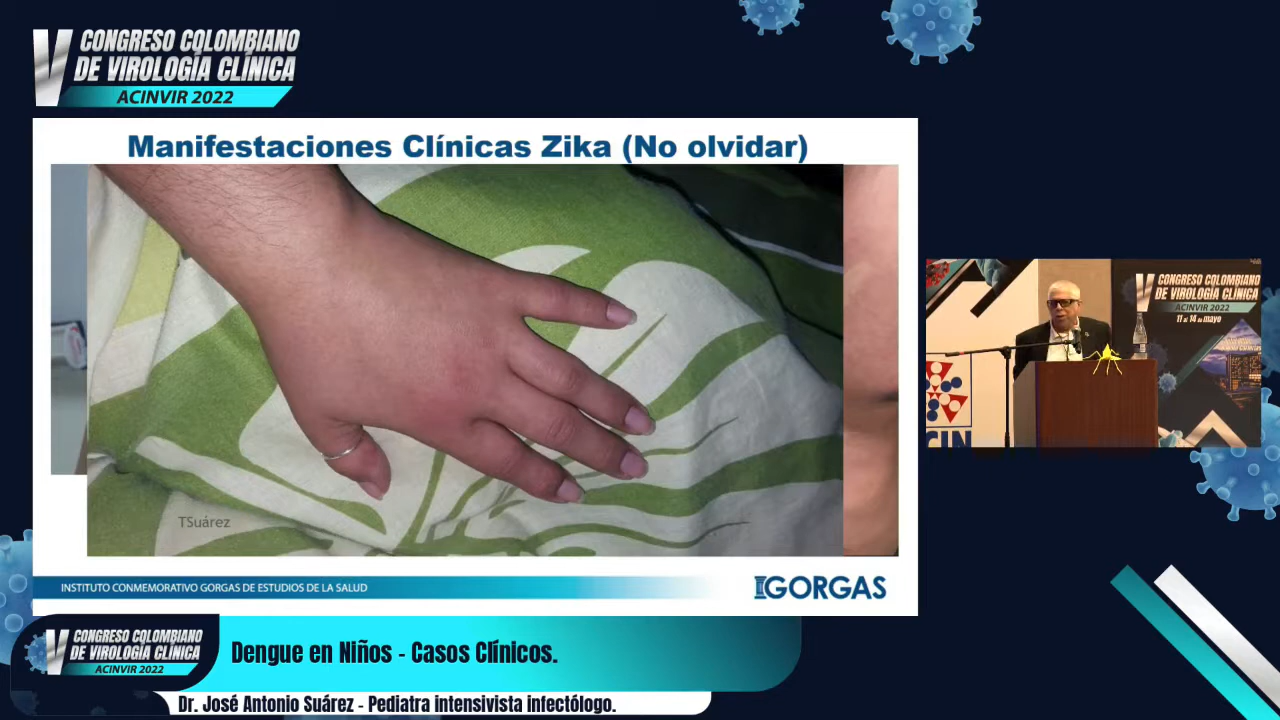 V CONGRESO COLOMBIANO
DE VIROLOGÍA CLÍNICA
ACINVIR 2022
Manifestaciones Clínicas Zika (No olvidar)
TSuárez
INSTITUTO CONMEMORATIVO GORGAS DE ESTUDIOS DE LA SALUD
GORGAS
V CONGRESO COLOMBIANO
DE VIROLOGÍA CLÍNICA
ACINVIR 2022
11 al 14 de mayo
CIN
V CONGRESO COLOMBIANO
DE VIROLOGÍA CLÍNICA
ACINVIR 2022
Dengue en Niños - Casos Clínicos.
Dr. José Antonio Suárez - Pediatra intensivista infectólogo.